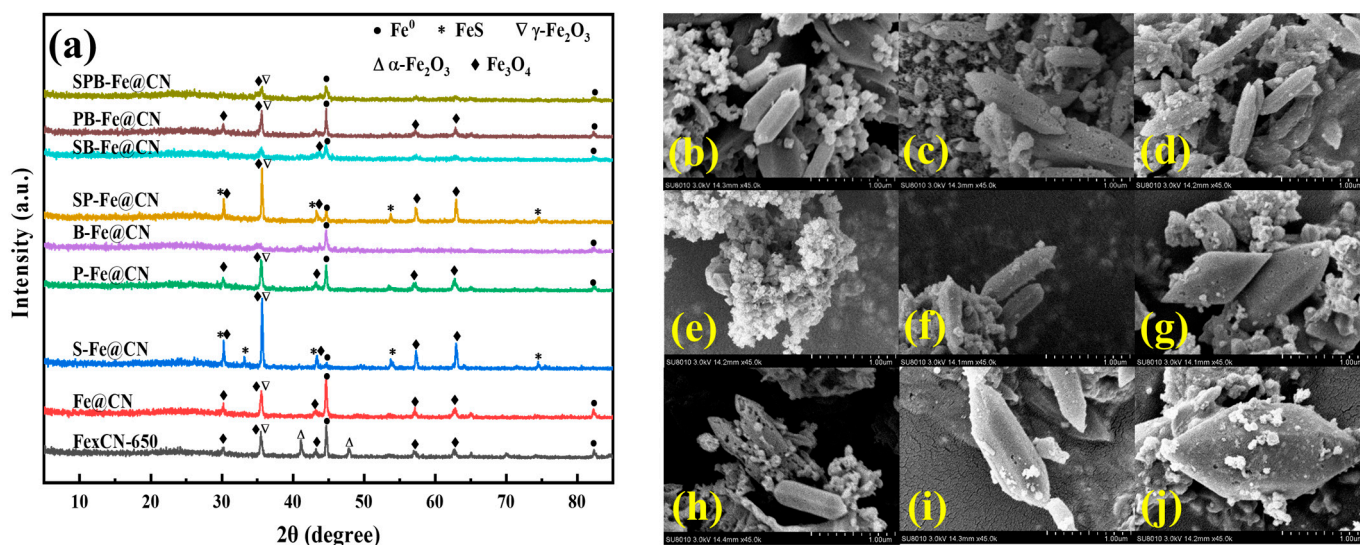 (a)
● Fe⁰ * FeS ∇ γ-Fe₂O₃
Δ α-Fe₂O₃ ♦ Fe₃O₄
SPB-Fe@CN
PB-Fe@CN
SB-Fe@CN
SP-Fe@CN
B-Fe@CN
P-Fe@CN
S-Fe@CN
Fe@CN
FexCN-650
Intensity (a.u.)
10 20 30 40 50 60 70 80
2θ (degree)
(b)
SU8010 3.0kV 14.3mm x45.0k 1.00um
(c)
SU8010 3.0kV 14.3mm x45.0k 1.00um
(d)
SU8010 3.0kV 14.2mm x45.0k 1.00um
(e)
SU8010 3.0kV 14.2mm x45.0k 1.00um
(f)
SU8010 3.0kV 14.1mm x45.0k 1.00um
(g)
SU8010 3.0kV 14.1mm x45.0k 1.00um
(h)
SU8010 3.0kV 14.4mm x45.0k 1.00um
(i)
SU8010 3.0kV 14.3mm x45.0k 1.00um
(j)
SU8010 3.0kV 14.2mm x45.0k 1.00um